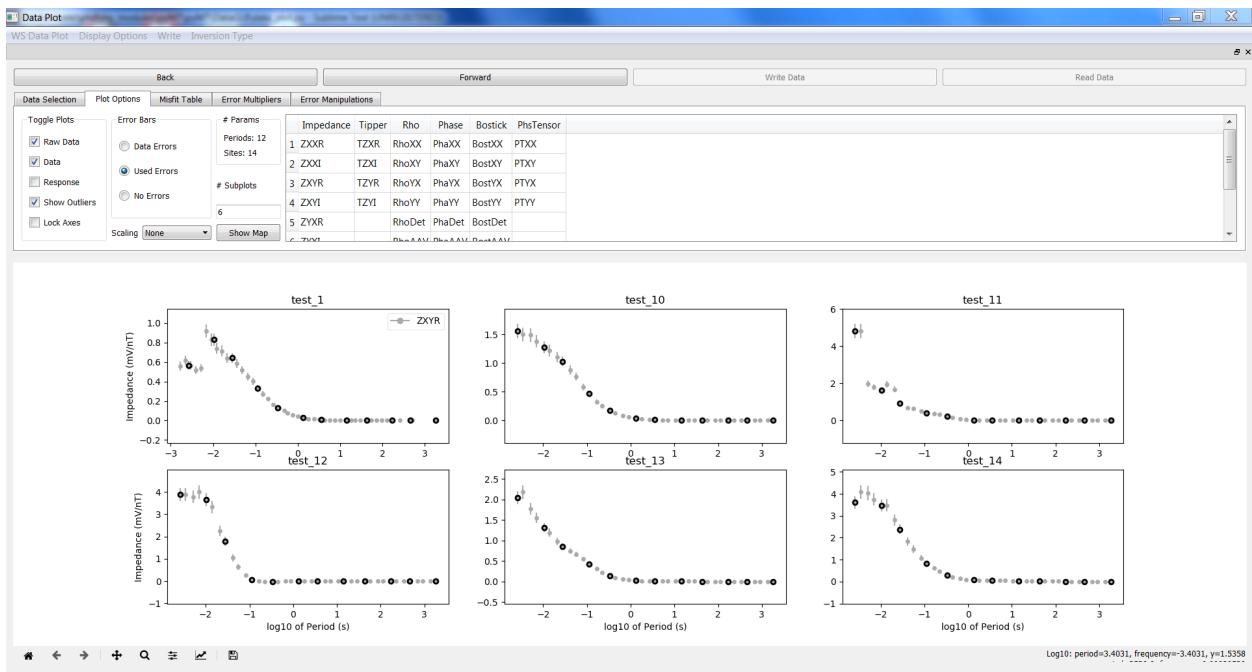 Data Plot
WS Data Plot Display Options Write Inversion Type
Back Forward Write Data Read Data
Data Selection Plot Options Misfit Table Error Multipliers Error Manipulations
Toggle Plots
Raw Data
Data
Response
Show Outliers
Lock Axes
Error Bars
Data Errors
Used Errors
No Errors
Scaling None
# Params
Periods: 12
Sites: 14
# Subplots
6
Show Map
Impedance Tipper Rho Phase Bostick PhsTensor
1 ZXXR TZXR RhoXX PhaXX BostXX PTXX
2 ZXXI TZXI RhoXY PhaXY BostXY PTXY
3 ZXYR TZYR RhoYX PhaYX BostYX PTYX
4 ZXYI TZYI RhoYY PhaYY BostYY PTYY
5 ZYXR RhoDet PhaDet BostDet
6 ZYXI RhoAAV PhaAAV BostAAV
test_1
ZXYR
Impedance (mV/nT)
1.0
0.8
0.6
0.4
0.2
0.0
−0.2
−3 −2 −1 0 1 2 3
test_10
1.5
1.0
0.5
0.0
−2 −1 0 1 2 3
test_11
6
4
2
0
−2 −1 0 1 2 3
test_12
Impedance (mV/nT)
4
3
2
1
0
−1
−2 −1 0 1 2 3
log10 of Period (s)
test_13
2.5
2.0
1.5
1.0
0.5
0.0
−0.5
−2 −1 0 1 2 3
log10 of Period (s)
test_14
5
4
3
2
1
0
−1
−2 −1 0 1 2 3
log10 of Period (s)
Log10: period=3.4031, frequency=-3.4031, y=1.5358